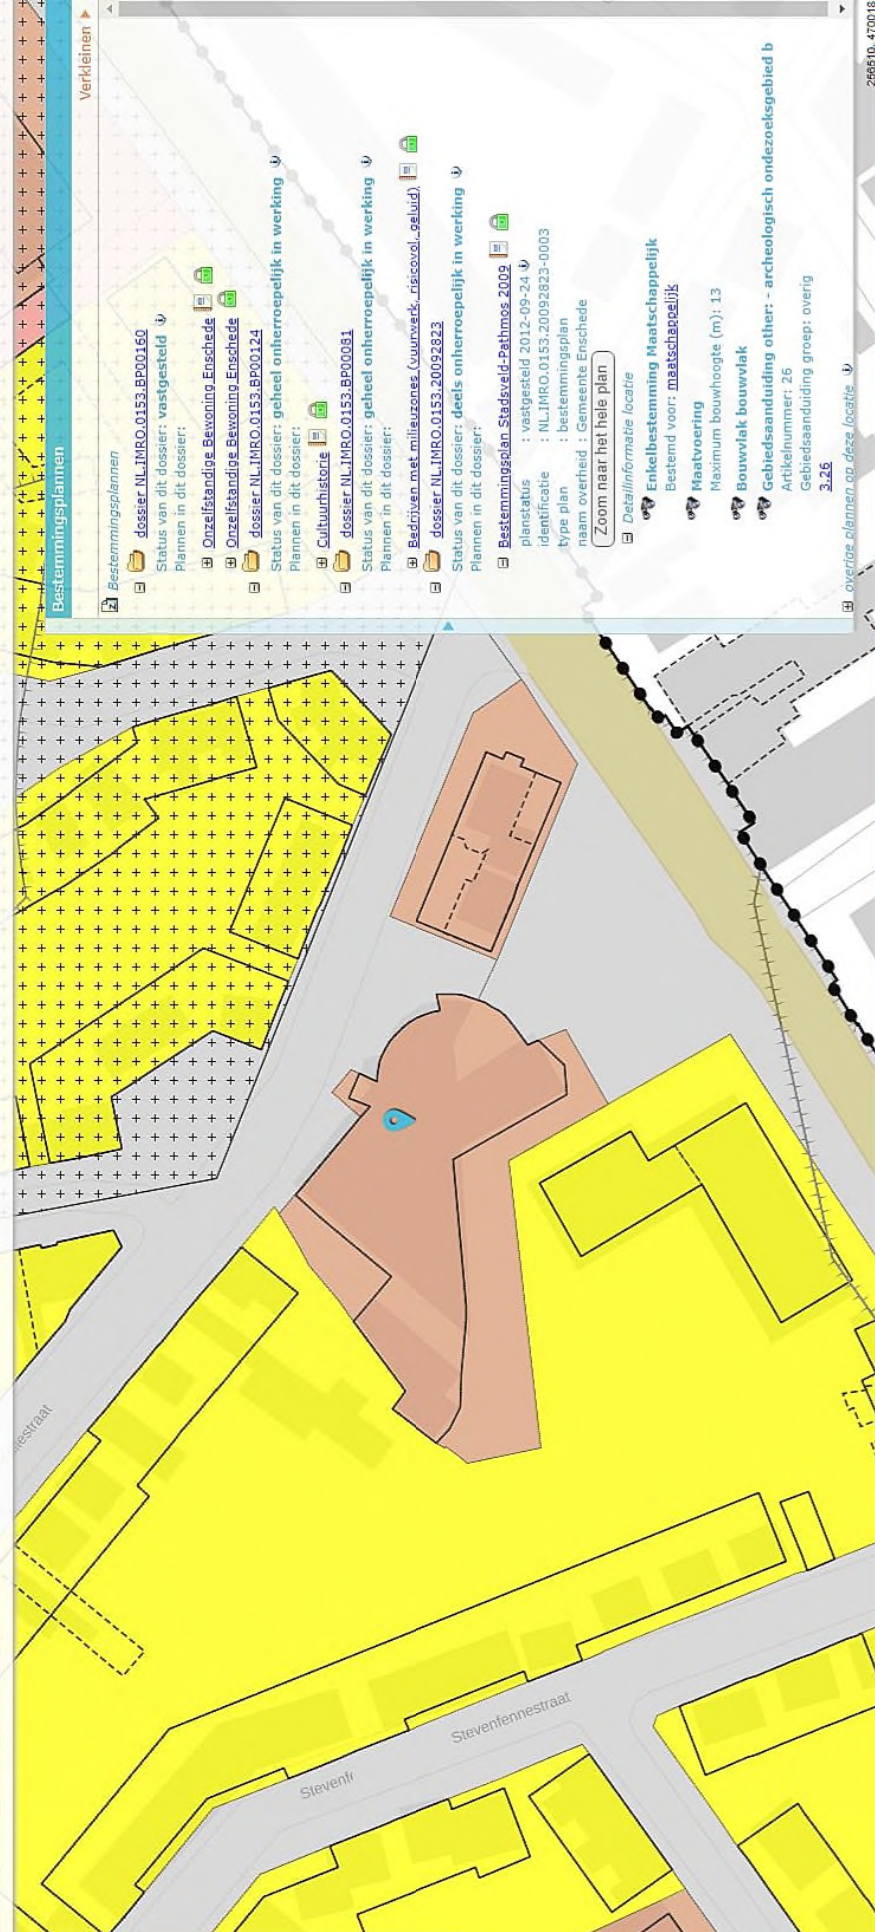 Bestemmingsplannen
Verkleinen
Bestemmingsplannen
dossier NL.IMRO.0153.BP00160
Status van dit dossier: vastgesteld
Plannen in dit dossier:
Onzelfstandige Bewoning Enschede
Onzelfstandige Bewoning Enschede
dossier NL.IMRO.0153.BP00124
Status van dit dossier: geheel onherroepelijk in werking
Plannen in dit dossier:
Cultuurhistorie
dossier NL.IMRO.0153.BP00081
Status van dit dossier: geheel onherroepelijk in werking
Plannen in dit dossier:
Bedrijven met milieuzones (vuurwerk, risicovol, geluid)
dossier NL.IMRO.0153.20092823
Status van dit dossier: deels onherroepelijk in werking
Plannen in dit dossier:
Bestemmingsplan Stadsveld-Pathmos 2009
planstatus : vastgesteld 2012-09-24
identificatie : NL.IMRO.0153.20092823-0003
type plan : bestemmingsplan
naam overheid : Gemeente Enschede
Zoom naar het hele plan
Detailinformatie locatie
Enkelbestemming Maatschappelijk
Bestemd voor: maatschappelijk
Maatvoering
Maximum bouwhoogte (m): 13
Bouwvlak bouwvlak
Gebiedsaanduiding other: - archeologisch ondezoeksgebied b
Artikelnummer: 26
Gebiedsaanduiding groep: overig
3.26
overige plannen op deze locatie
256510, 470018
Stevenfennestraat
Stevenfr